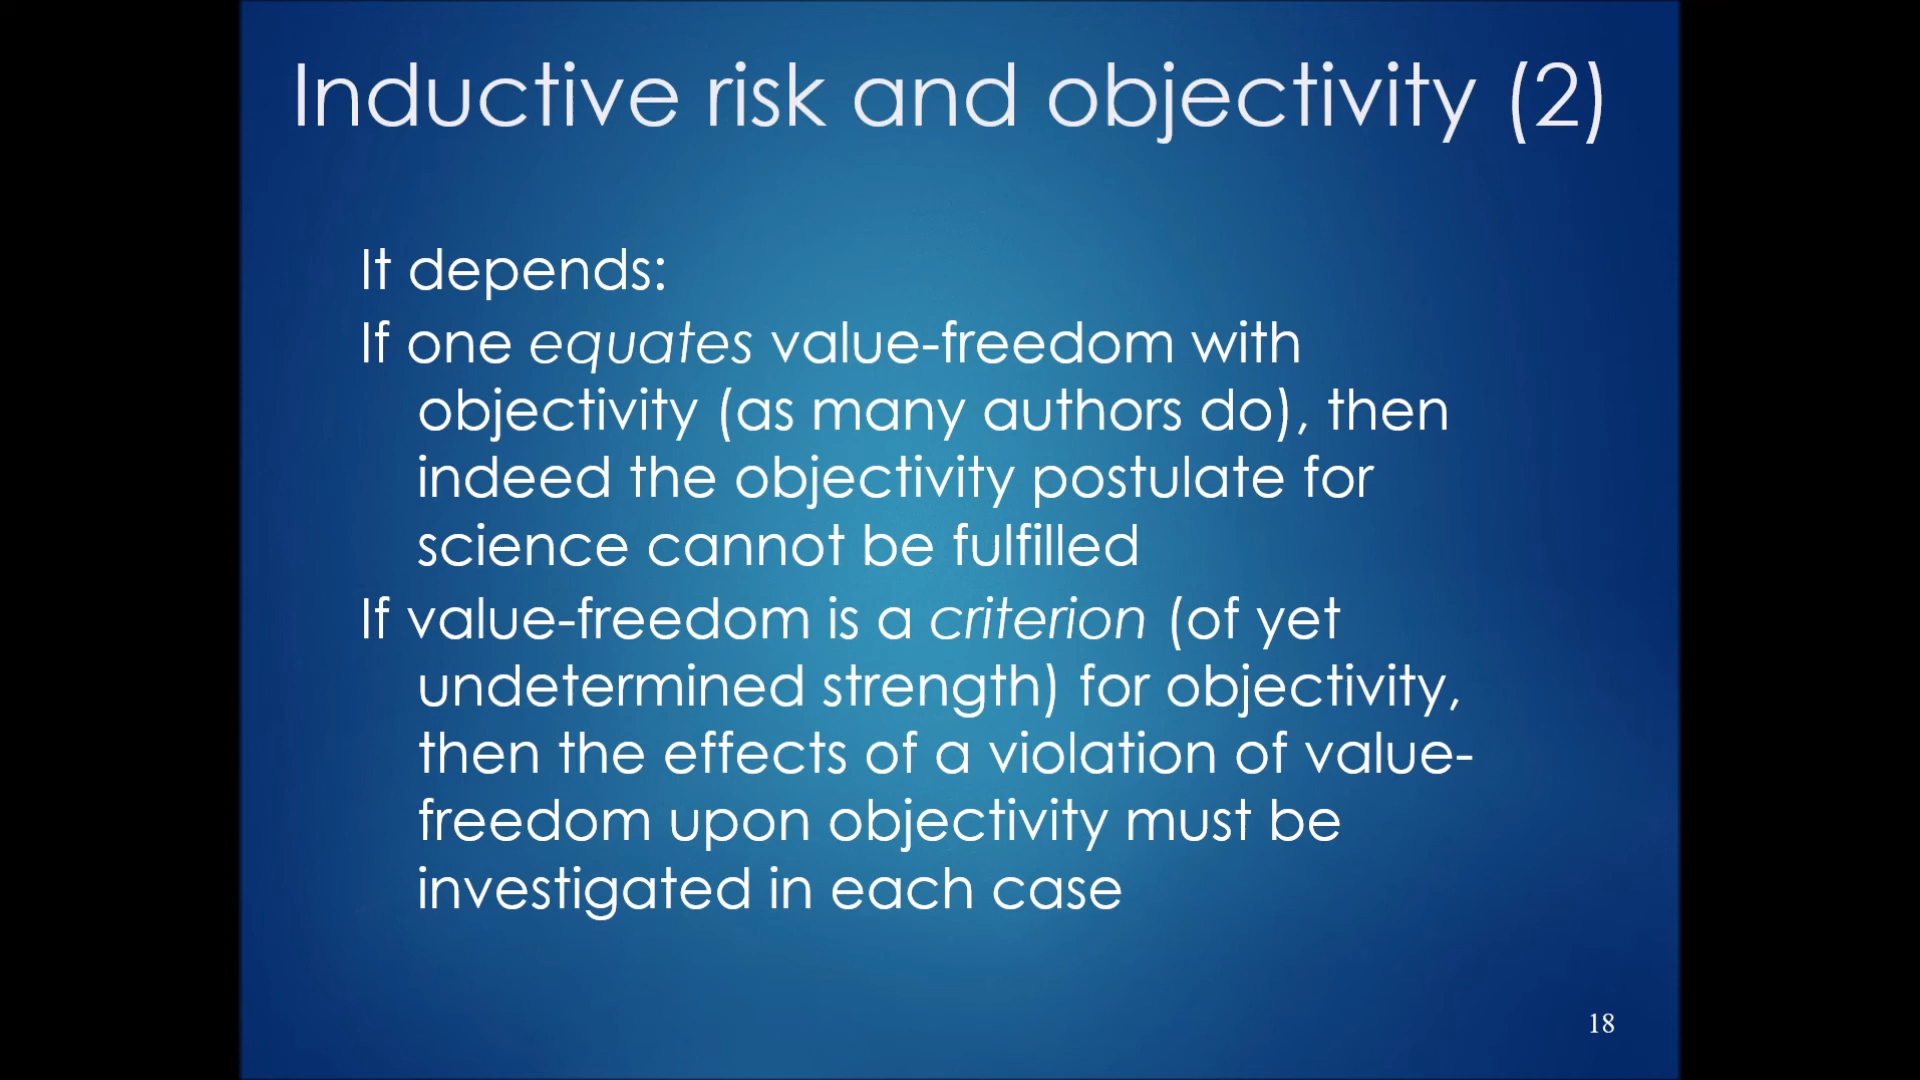 Inductive risk and objectivity (2)
It depends:
If one equates value-freedom with
objectivity (as many authors do), then
indeed the objectivity postulate for
science cannot be fulfilled
If value-freedom is a criterion (of yet
undetermined strength) for objectivity,
then the effects of a violation of value-
freedom upon objectivity must be
investigated in each case
18